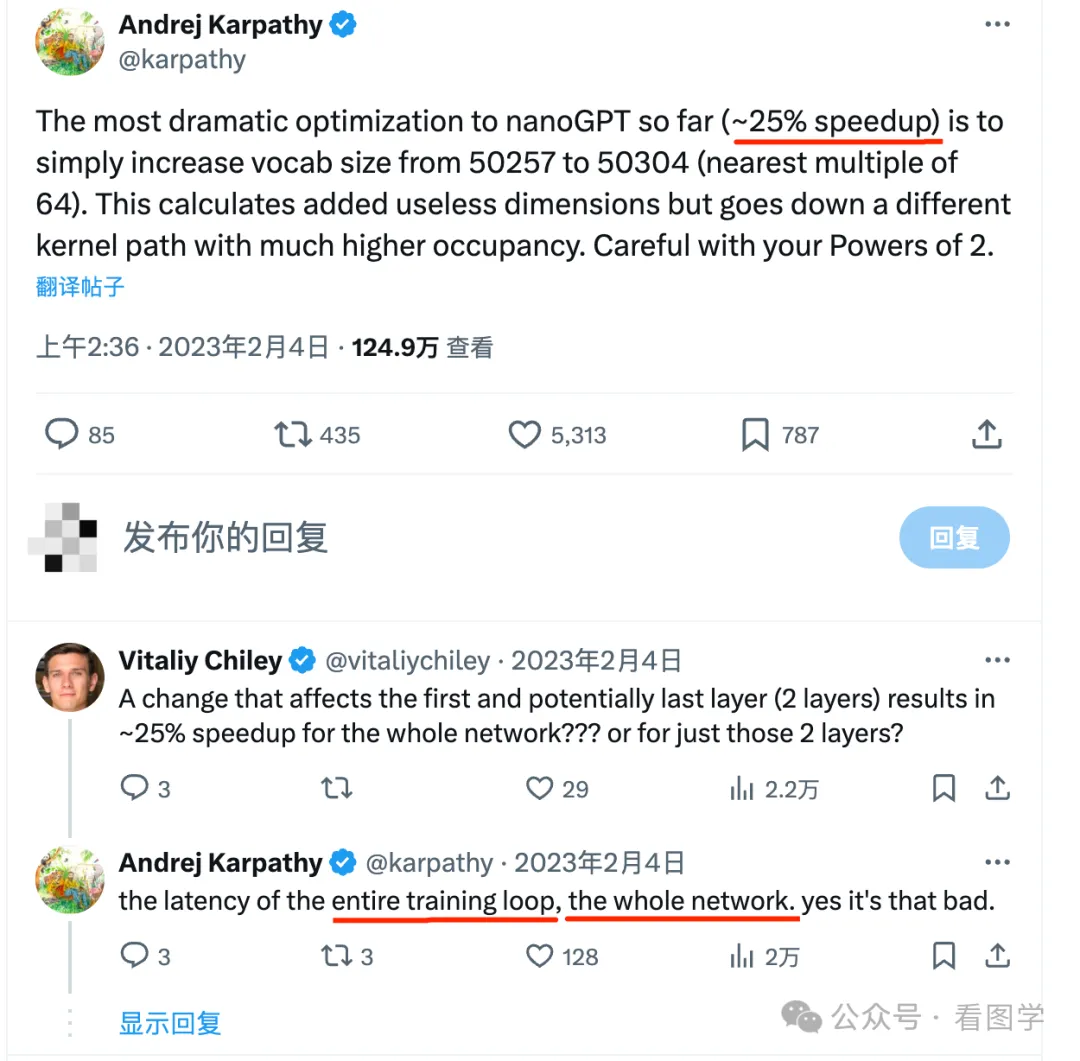 Andrej Karpathy
@karpathy
The most dramatic optimization to nanoGPT so far (~25% speedup) is to
simply increase vocab size from 50257 to 50304 (nearest multiple of
64). This calculates added useless dimensions but goes down a different
kernel path with much higher occupancy. Careful with your Powers of 2.
翻译帖子
上午2:36 · 2023年2月4日 · 124.9万 查看
85 435 5,313 787
发布你的回复 回复
Vitaliy Chiley @vitaliychiley · 2023年2月4日
A change that affects the first and potentially last layer (2 layers) results in
~25% speedup for the whole network??? or for just those 2 layers?
3 29 2.2万
Andrej Karpathy @karpathy · 2023年2月4日
the latency of the entire training loop, the whole network. yes it's that bad.
3 3 128 2万
显示回复
公众号 · 看图学